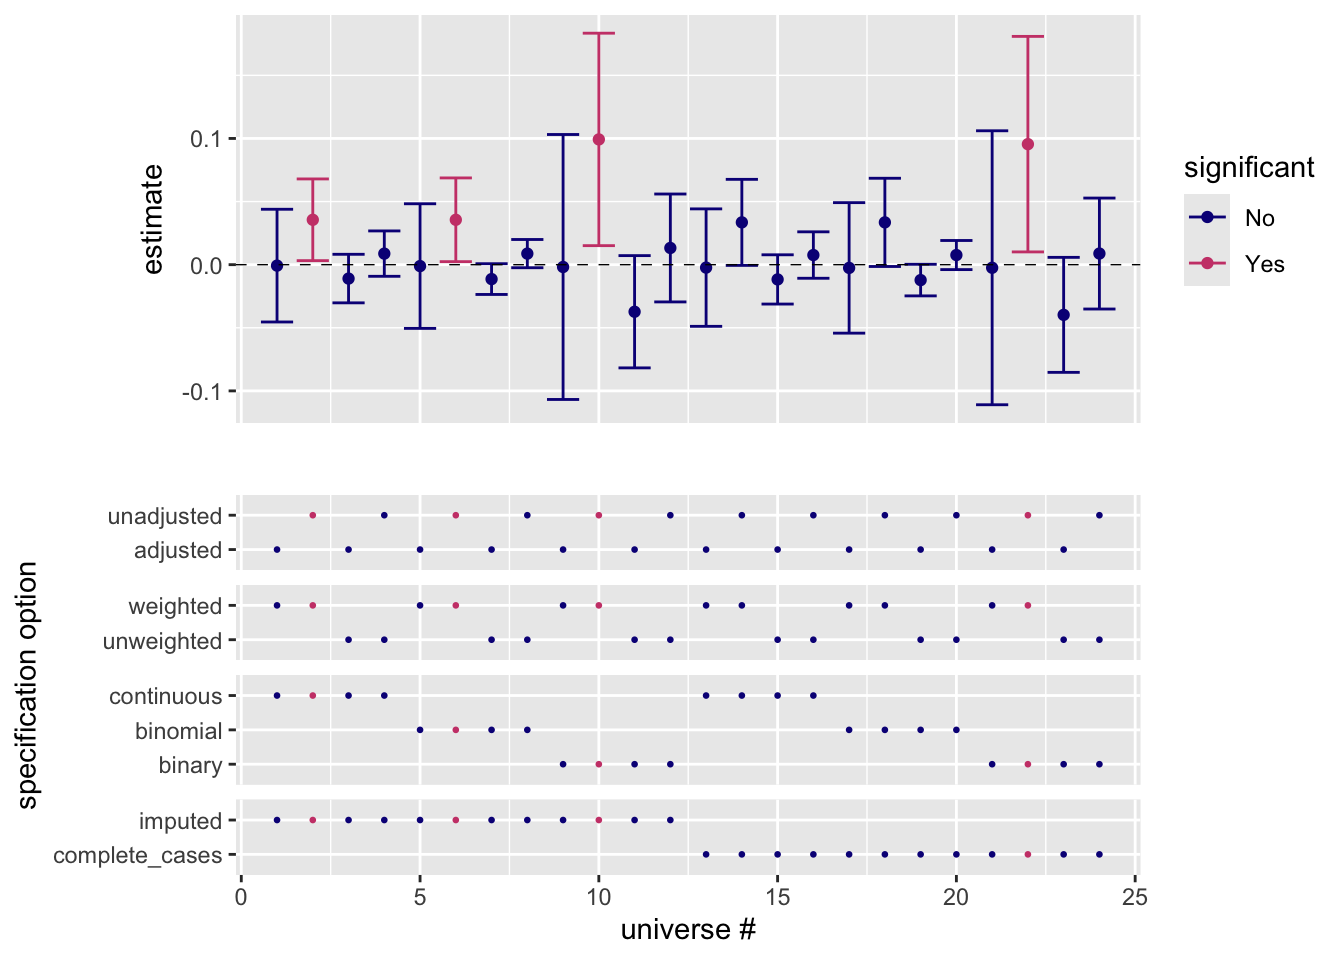 estimate
0.1
0.0
-0.1
significant
No
Yes
specification option
unadjusted
adjusted
weighted
unweighted
continuous
binomial
binary
imputed
complete_cases
0 5 10 15 20 25
universe #